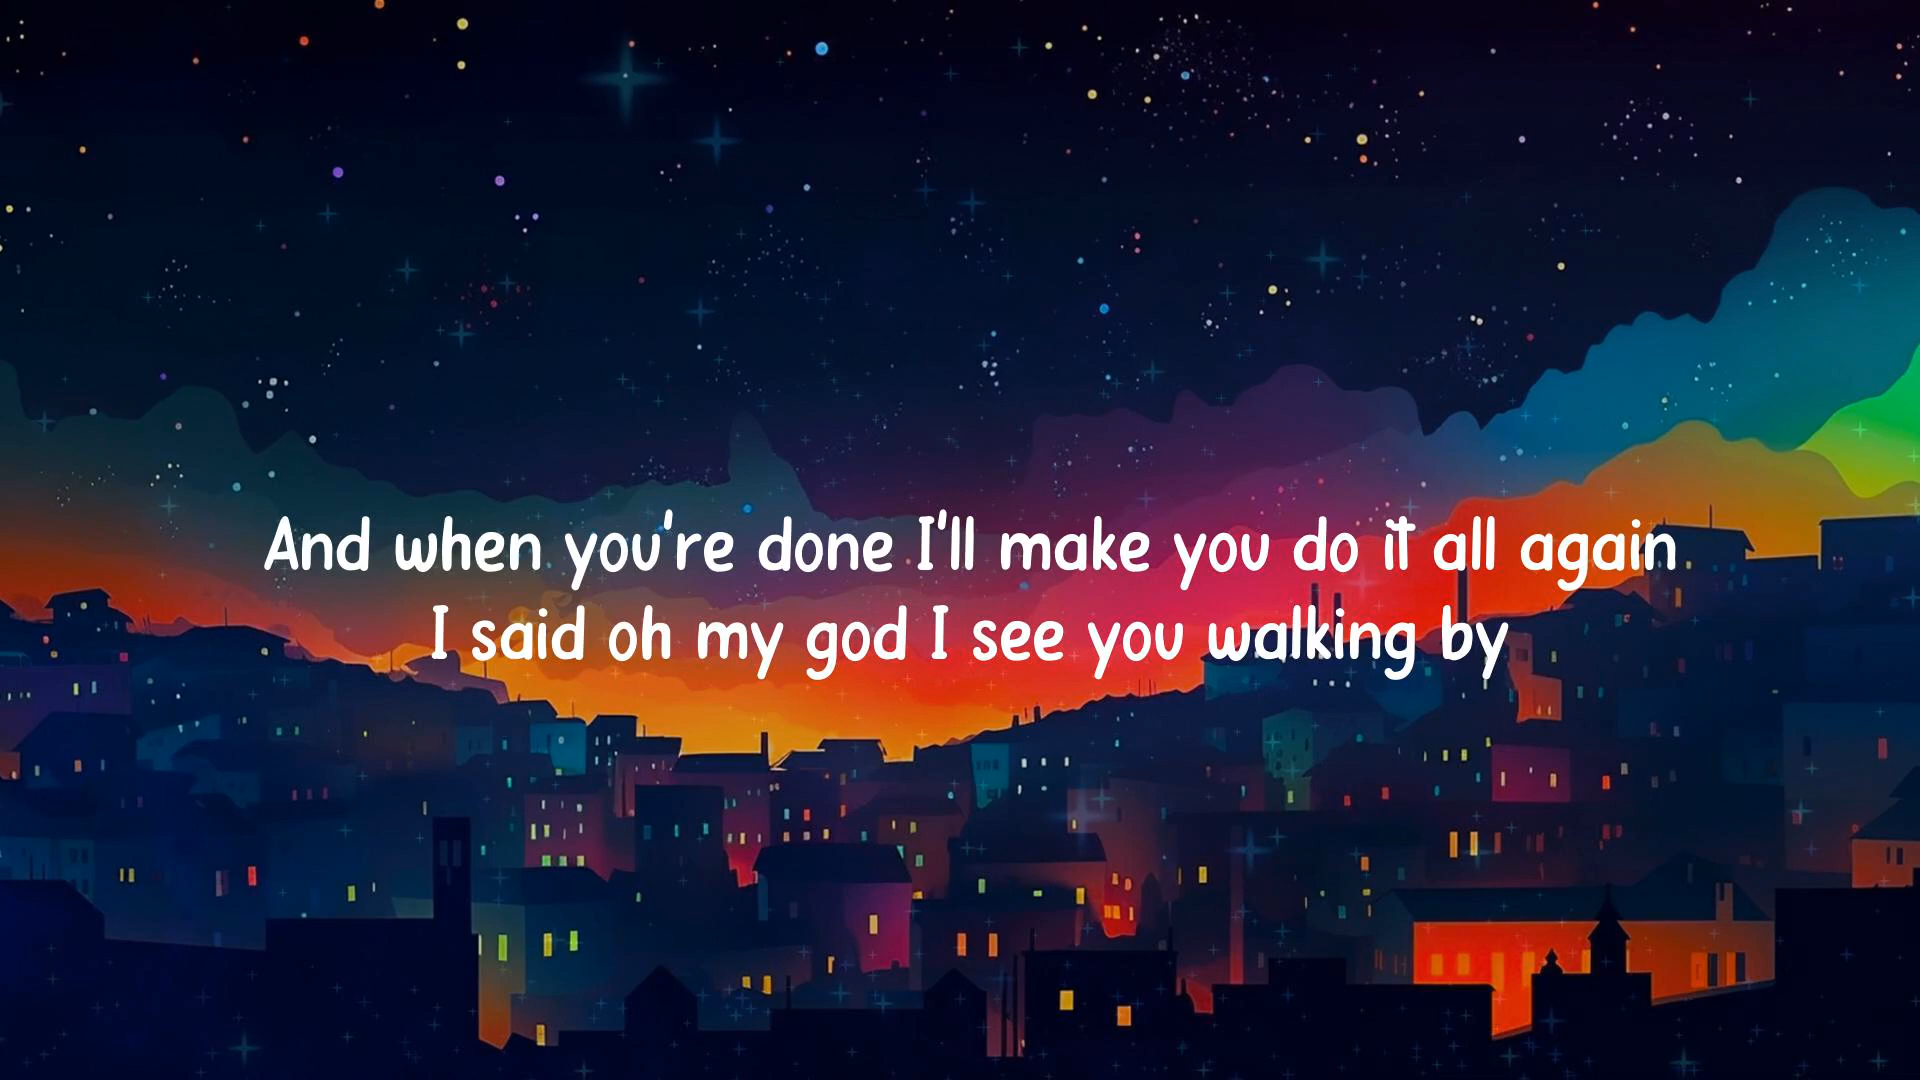 And when you're done I'll make you do it all again
I said oh my god I see you walking by